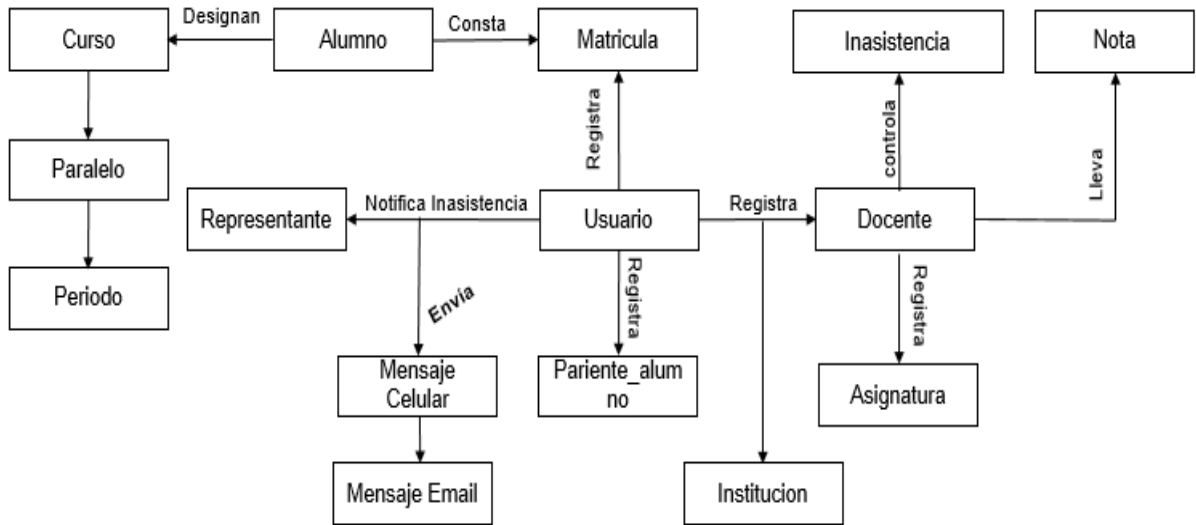 Designan
Consta
Curso
Alumno
Matricula
Inasistencia
Nota
Registra
controla
Lleva
Paralelo
Notifica Inasistencia
Registra
Representante
Usuario
Docente
Periodo
Envía
Registra
Registra
Mensaje
Celular
Pariente_alum
no
Asignatura
Mensaje Email
Institucion